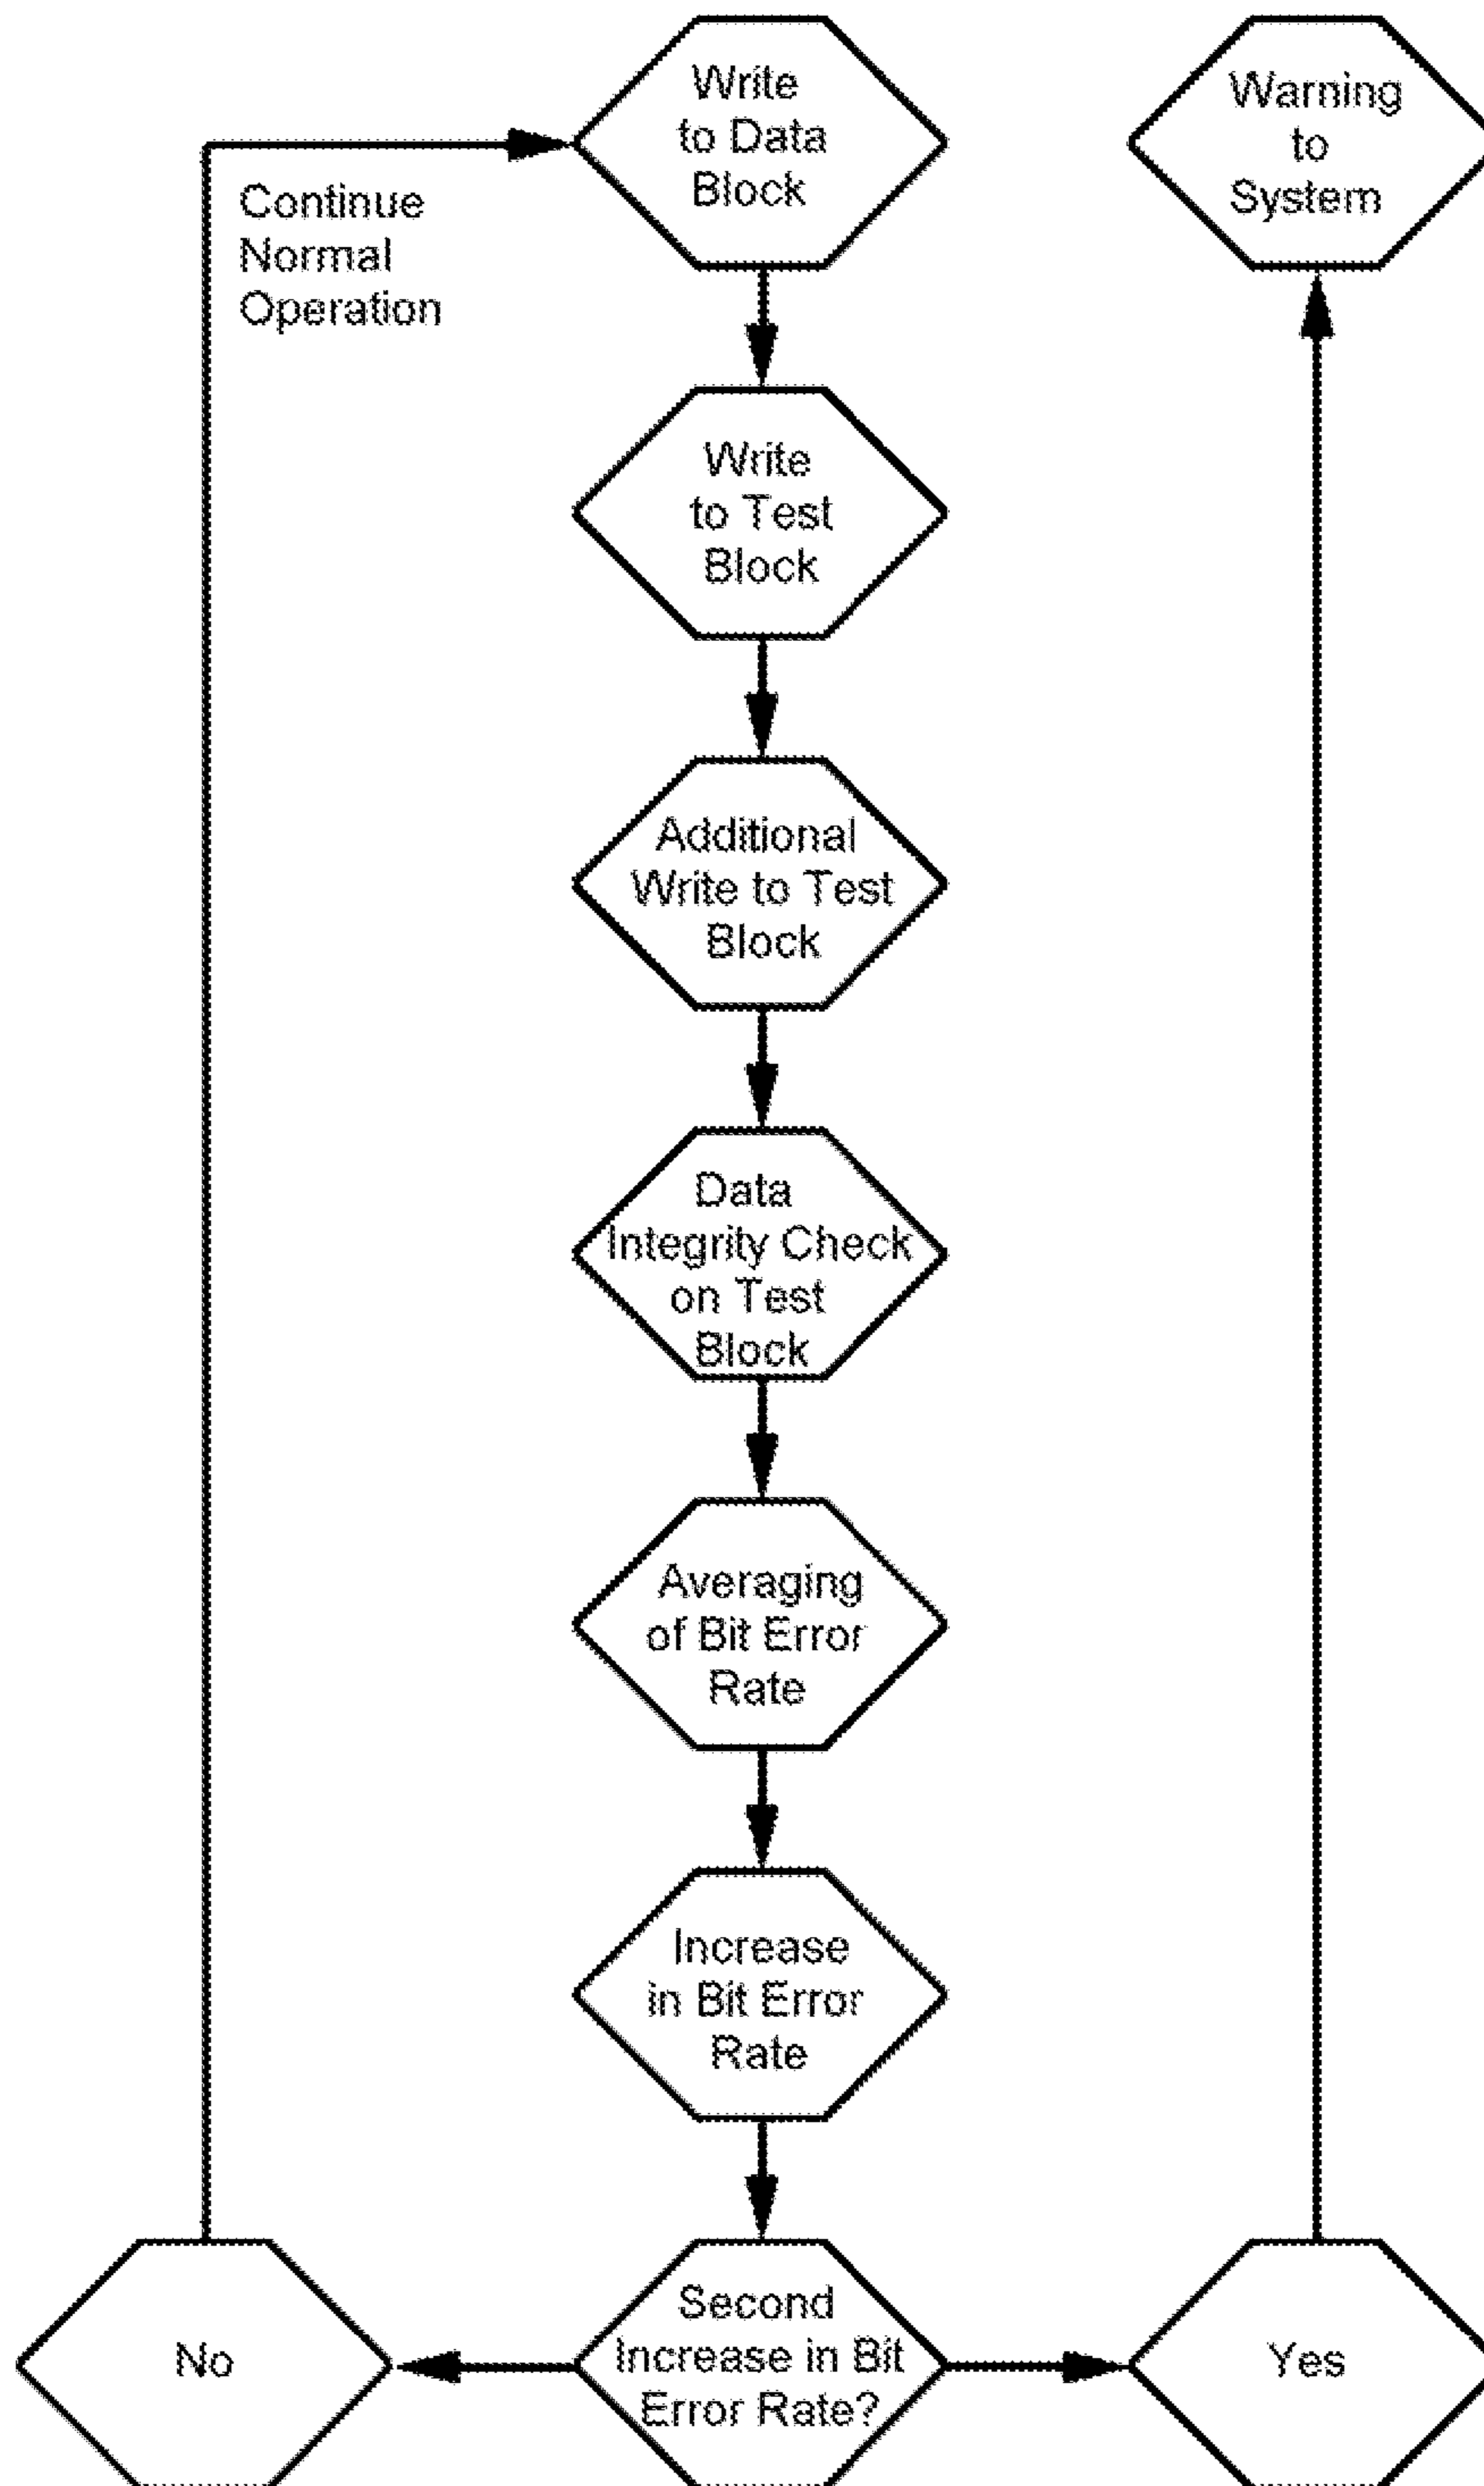 Write
to Data
Block
Warning
to
System
Continue
Normal
Operation
Write
to Test
Block
Additional
Write to Test
Block
Data
Integrity Check
on Test
Block
Averaging
of Bit Error
Rate
Increase
in Bit Error
Rate
No
Second
Increase in Bit
Error Rate?
Yes